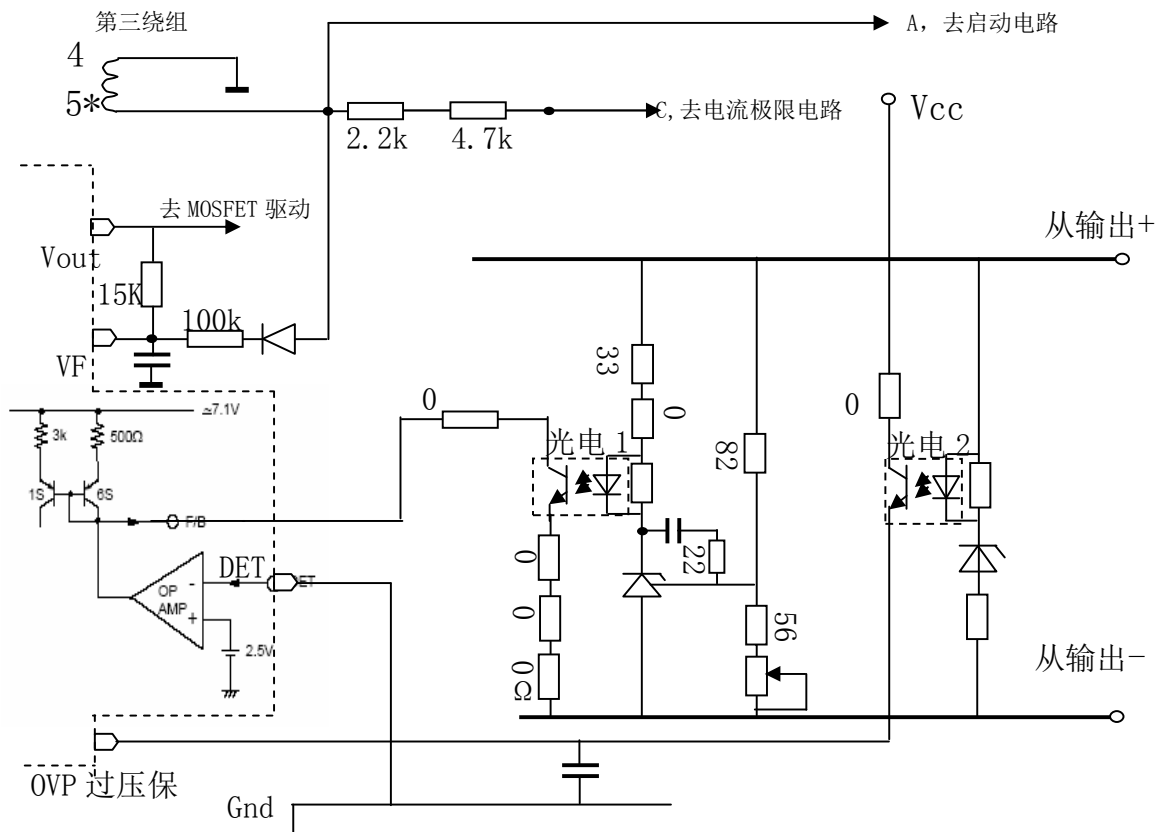 第三绕组
A, 去启动电路
4
5*
2.2k
4.7k
C,去电流极限电路
Vcc
去 MOSFET 驱动
从输出+
Vout
15K
100k
VF
33
0
0
0
≃7.1V
3k
500Ω
光电 1
82
光电 2
1S
6S
F/B
22
0
DET
OP
AMP
-
+
2.5V
0
56
0Ω
从输出-
OVP 过压保
Gnd